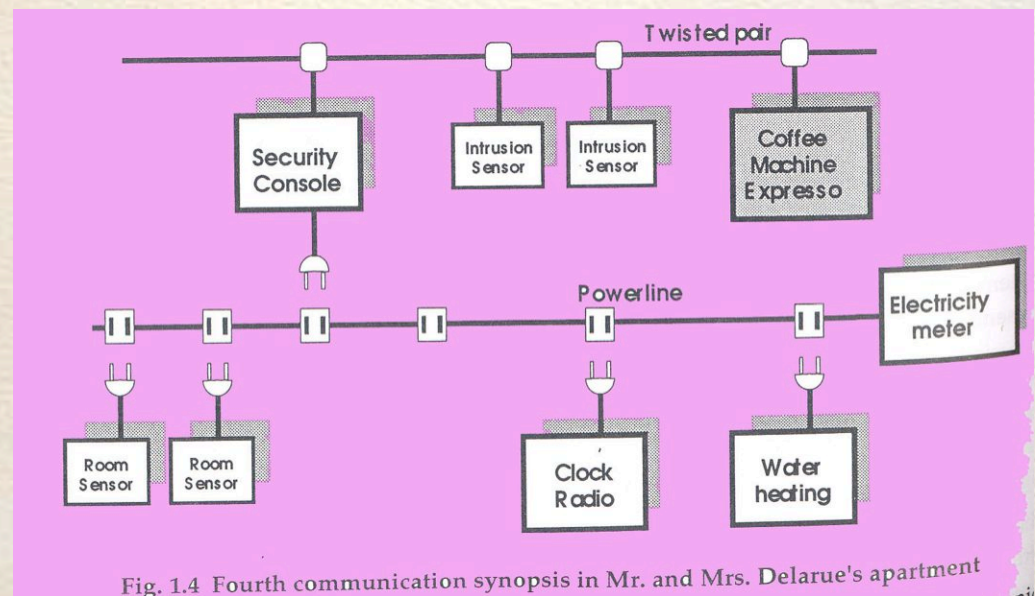 Twisted pair
Security
Console
Intrusion
Sensor
Intrusion
Sensor
Coffee
Machine
Expresso
Powerline
Electricity
meter
Room
Sensor
Room
Sensor
Clock
Radio
Water
heating
Fig. 1.4 Fourth communication synopsis in Mr. and Mrs. Delarue's apartment